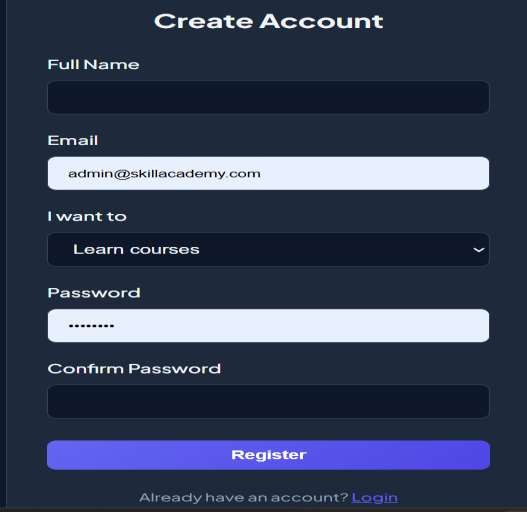 Create Account
Full Name
Email
admin@skillacademy.com
I want to
Learn courses
Password
••••••••
Confirm Password
Register
Already have an account? Login